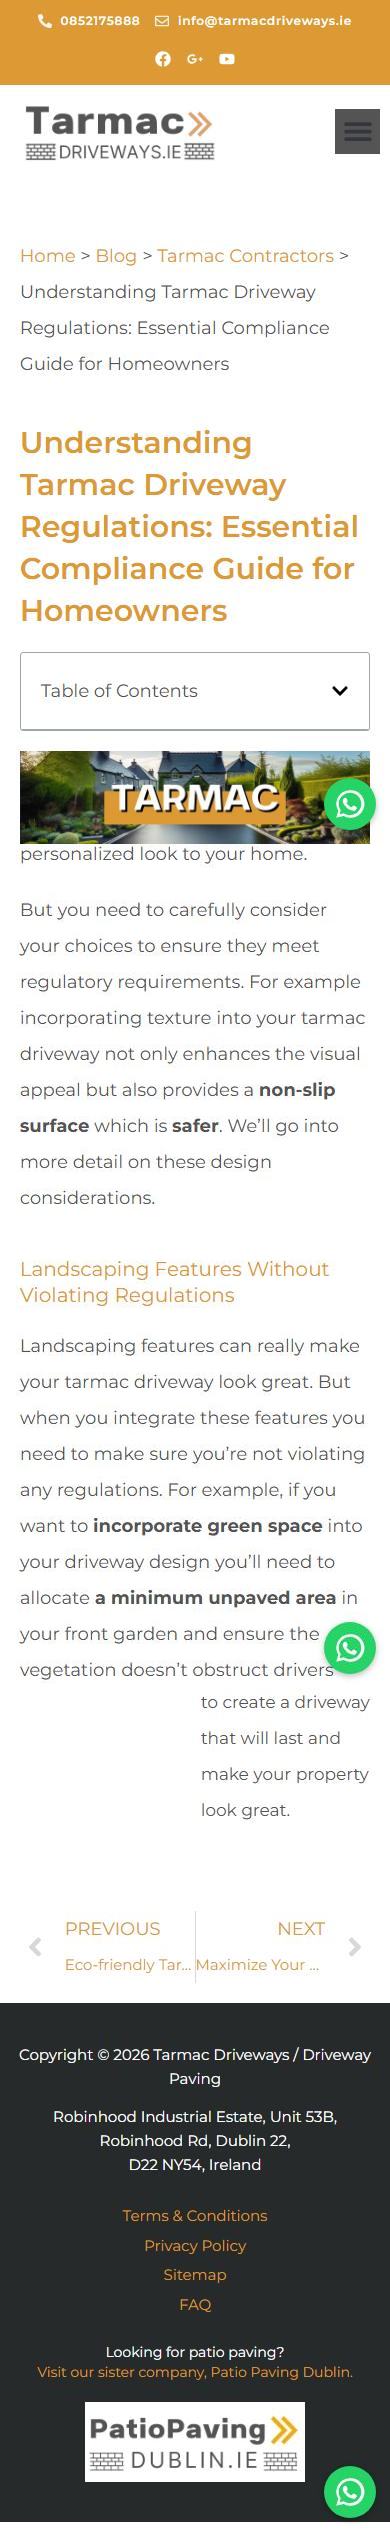 0852175888 info@tarmacdriveways.ie
Tarmac
DRIVEWAYS.IE
Home > Blog > Tarmac Contractors >
Understanding Tarmac Driveway
Regulations: Essential Compliance
Guide for Homeowners
Understanding
Tarmac Driveway
Regulations: Essential
Compliance Guide for
Homeowners
Table of Contents
TARMAC
personalized look to your home.
But you need to carefully consider
your choices to ensure they meet
regulatory requirements. For example
incorporating texture into your tarmac
driveway not only enhances the visual
appeal but also provides a non-slip
surface which is safer. We’ll go into
more detail on these design
considerations.
Landscaping Features Without
Violating Regulations
Landscaping features can really make
your tarmac driveway look great. But
when you integrate these features you
need to make sure you’re not violating
any regulations. For example, if you
want to incorporate green space into
your driveway design you’ll need to
allocate a minimum unpaved area in
your front garden and ensure the
vegetation doesn’t obstruct drivers’
to create a driveway
that will last and
make your property
look great.
PREVIOUS
Eco-friendly Tar...
NEXT
Maximize Your ...
Copyright © 2026 Tarmac Driveways / Driveway
Paving
Robinhood Industrial Estate, Unit 53B,
Robinhood Rd, Dublin 22,
D22 NY54, Ireland
Terms & Conditions
Privacy Policy
Sitemap
FAQ
Looking for patio paving?
Visit our sister company, Patio Paving Dublin.
PatioPaving
DUBLIN.IE